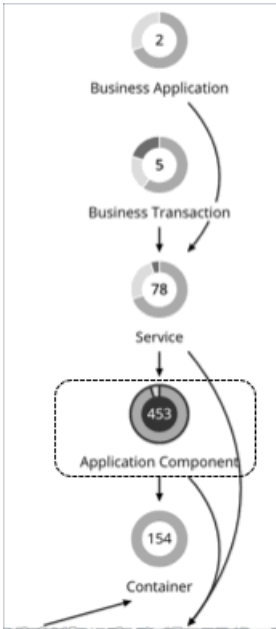 2
Business Application
5
Business Transaction
78
Service
453
Application Component
154
Container